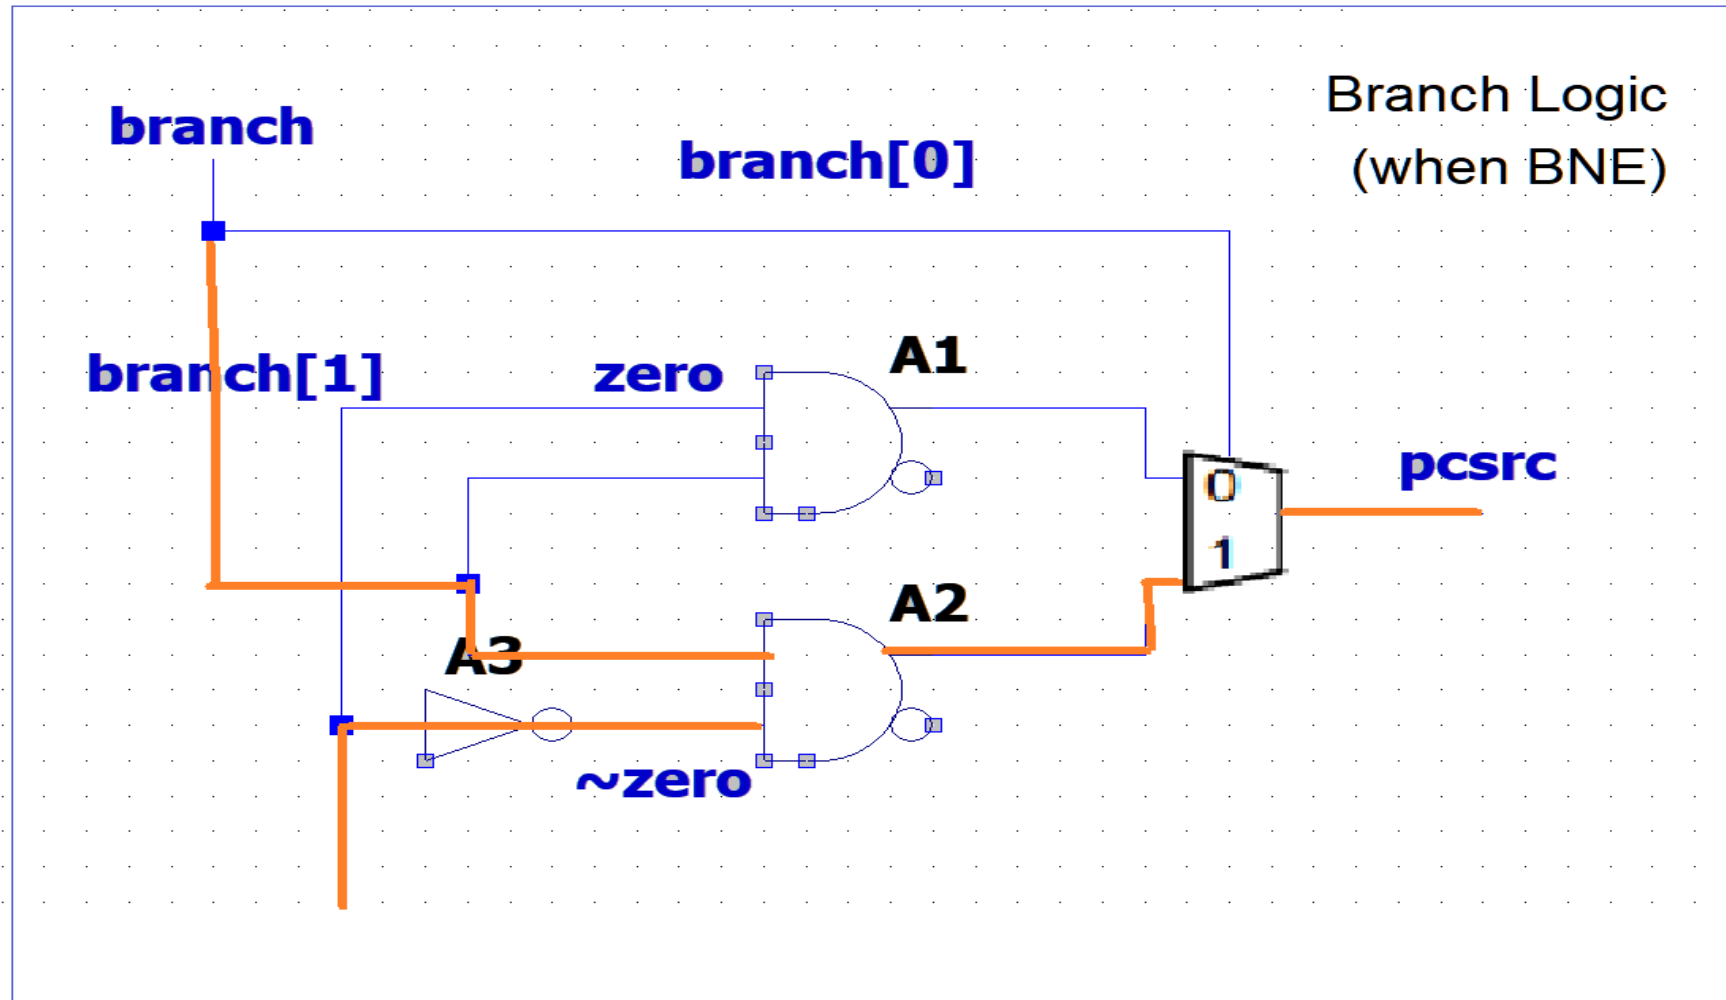 Branch Logic
(when BNE)
branch
branch[0]
branch[1]
zero
A1
pcsrc
0
1
A2
A3
~zero